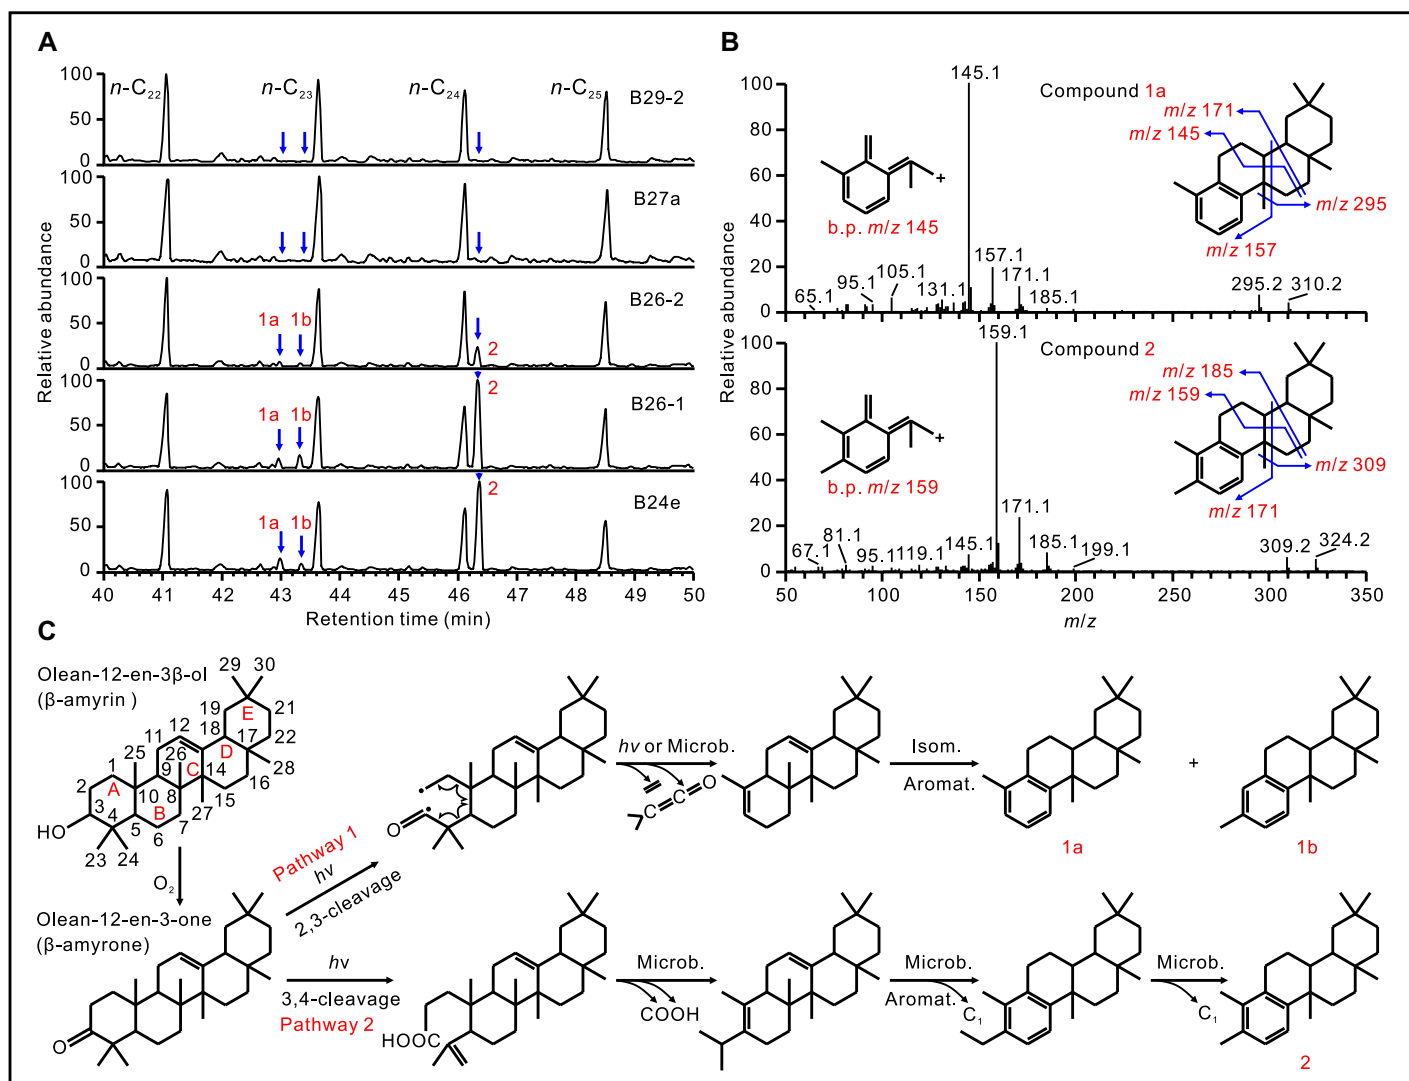 A
100
50
0
n-C22
n-C23
n-C24
n-C25
B29-2
100
50
0
B27a
100
50
0
1a
1b
2
B26-2
100
50
0
1a
1b
2
B26-1
100
50
0
1a
1b
2
B24e
40 41 42 43 44 45 46 47 48 49 50
Retention time (min)
Relative abundance
B
100
80
60
40
20
0
Relative abundance
145.1
Compound 1a
m/z 171
m/z 145
m/z 295
m/z 157
+
b.p. m/z 145
65.1
95.1
105.1
131.1
157.1
171.1
185.1
295.2
310.2
100
80
60
40
20
0
Relative abundance
159.1
Compound 2
m/z 185
m/z 159
m/z 309
m/z 171
+
b.p. m/z 159
67.1
81.1
95.1
119.1
145.1
171.1
185.1
199.1
309.2
324.2
50 100 150 200 250 300 350
m/z
C
Olean-12-en-3β-ol
(β-amyrin )
29 30
19 E 21
12 18 22
11 17
25 26 D
1 9 C 14 16 28
2 A 10 8 15
3 B 27
4 5 7
HO 6
23 24
O2
Olean-12-en-3-one
(β-amyrone)
O
Pathway 1
hν
2,3-cleavage
O
hν or Microb.
C C O
Isom.
Aromat.
1a
+
1b
hν
3,4-cleavage
Pathway 2
HOOC
Microb.
COOH
Microb.
Aromat.
C1
Microb.
C1
2